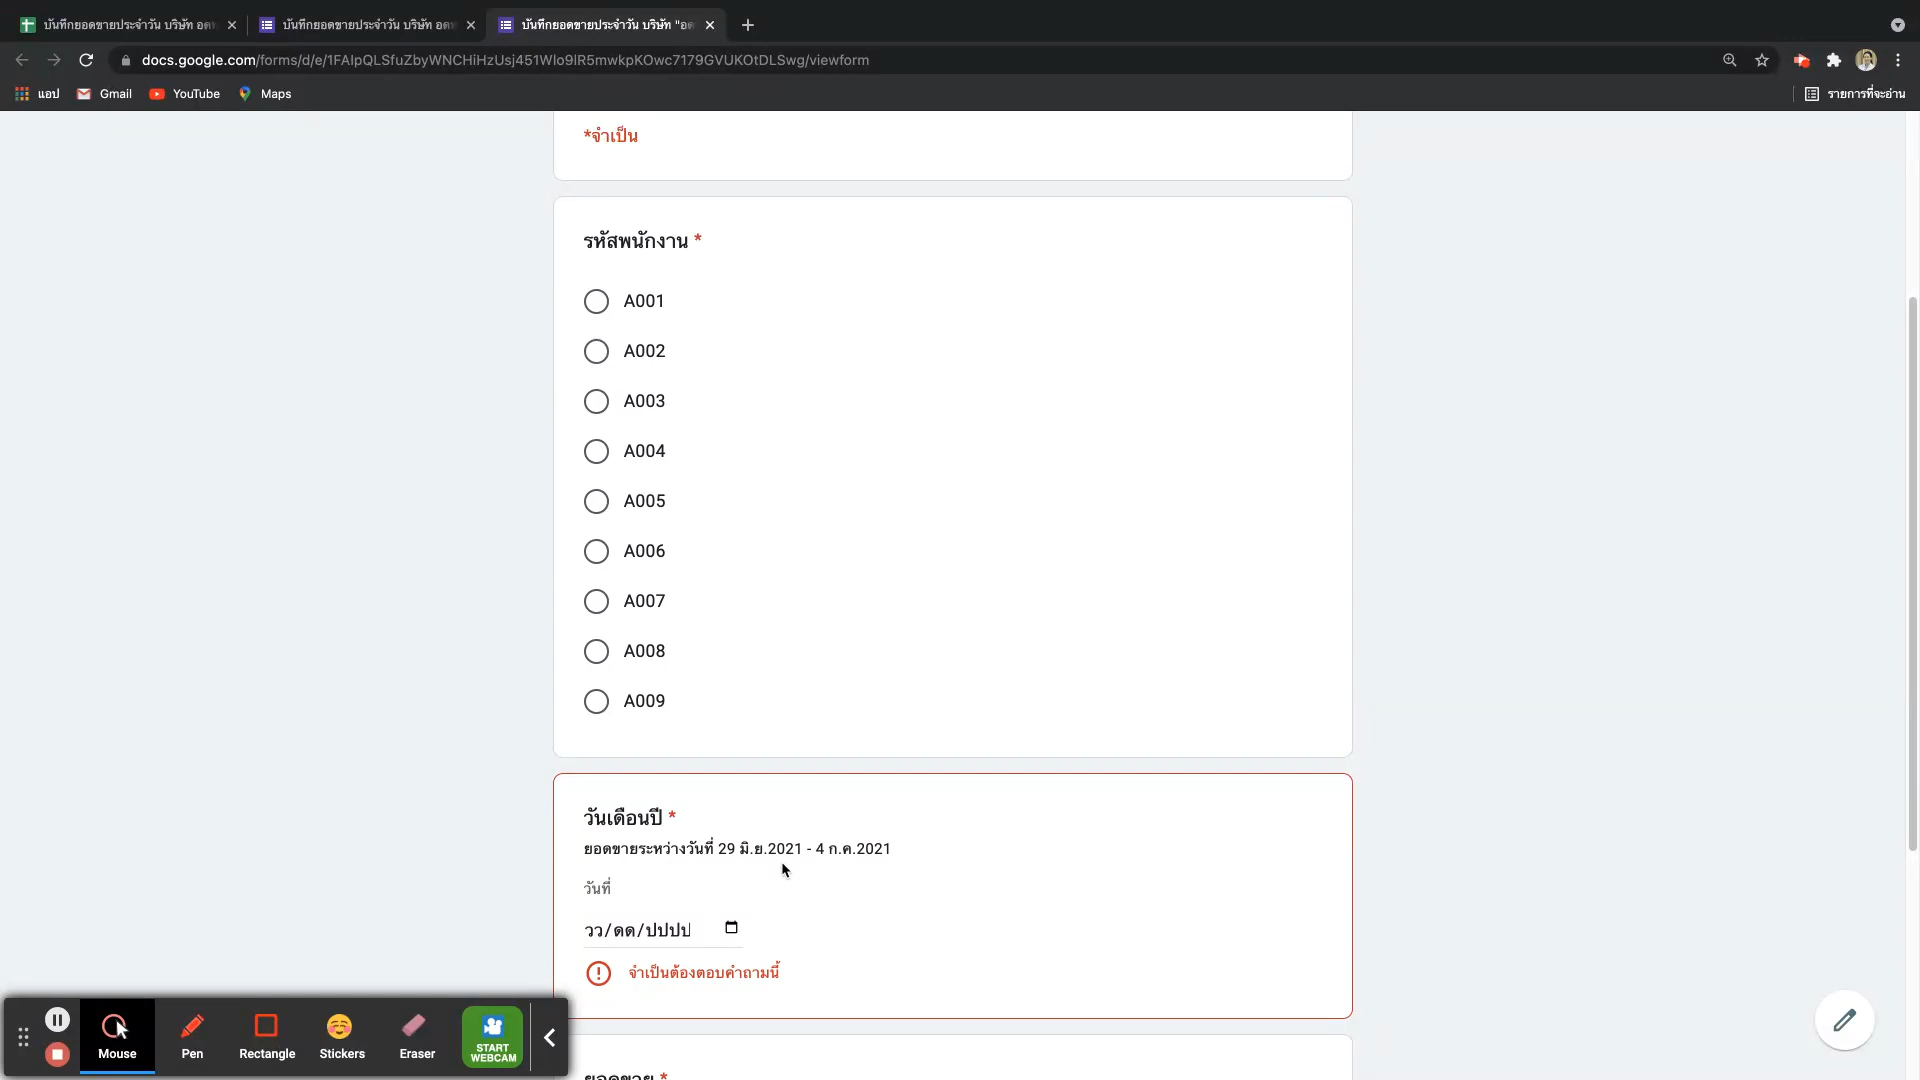 บันทึกยอดขายประจำวัน บริษัท
บันทึกยอดขายประจำวัน บริษัท
บันทึกยอดขายประจำวัน บริษัท "อด
docs.google.com/forms/d/e/1FAIpQLSfuZbyWNCHiHzUsj451WIo9IR5mwkpKOwc7179GVUKOtDLSwg/viewform
แอป
Gmail
YouTube
Maps
รายการที่จะอ่าน
*จำเป็น
รหัสพนักงาน *
A001
A002
A003
A004
A005
A006
A007
A008
A009
วันเดือนปี *
ยอดขายระหว่างวันที่ 29 มิ.ย.2021 - 4 ก.ค.2021
วันที่
วว/ดด/ปปปป
จำเป็นต้องตอบคำถามนี้
ยอดขาย *
Mouse
Pen
Rectangle
Stickers
Eraser
START
WEBCAM